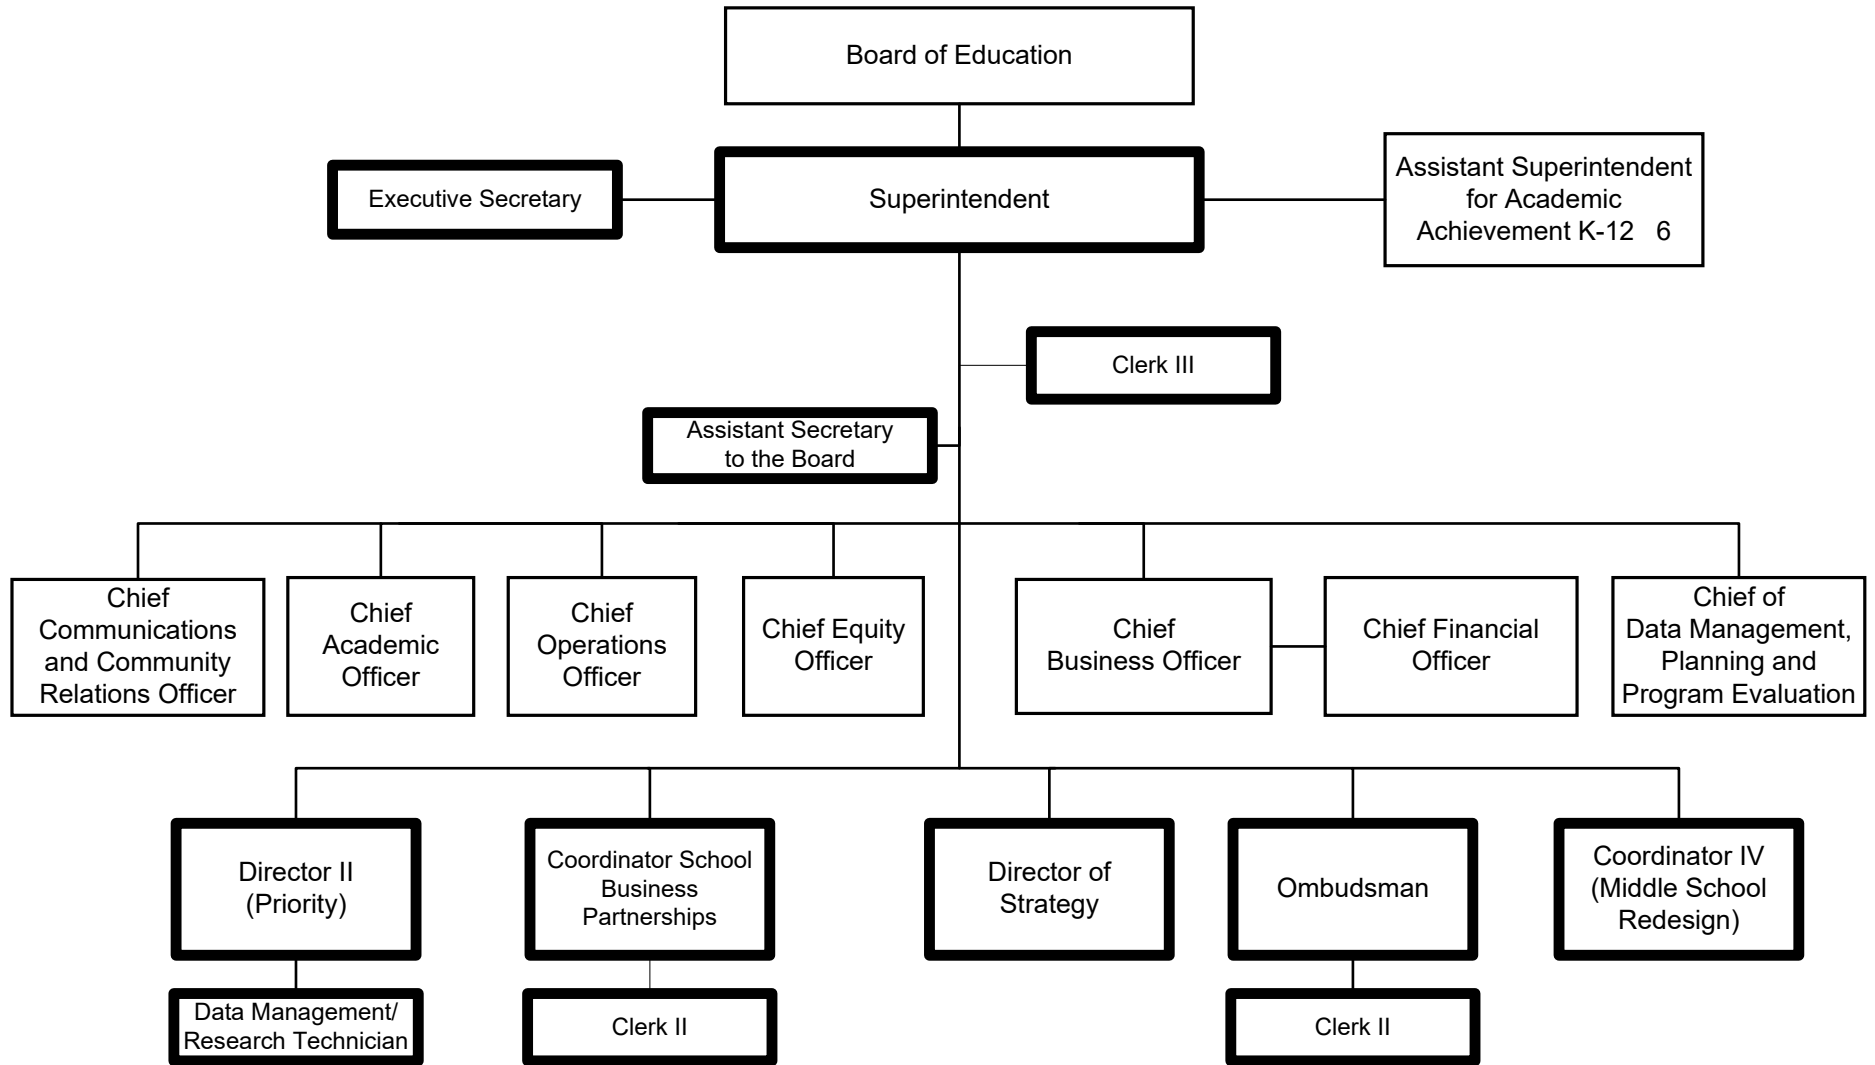 Board of Education
Executive Secretary
Superintendent
Assistant Superintendent
for Academic
Achievement K-12   6
Clerk III
Assistant Secretary
to the Board
Chief
Communications
and Community
Relations Officer
Chief
Academic
Officer
Chief
Operations
Officer
Chief Equity
Officer
Chief
Business Officer
Chief Financial
Officer
Chief of
Data Management,
Planning and
Program Evaluation
Director II
(Priority)
Coordinator School
Business
Partnerships
Director of
Strategy
Ombudsman
Coordinator IV
(Middle School
Redesign)
Data Management/
Research Technician
Clerk II
Clerk II